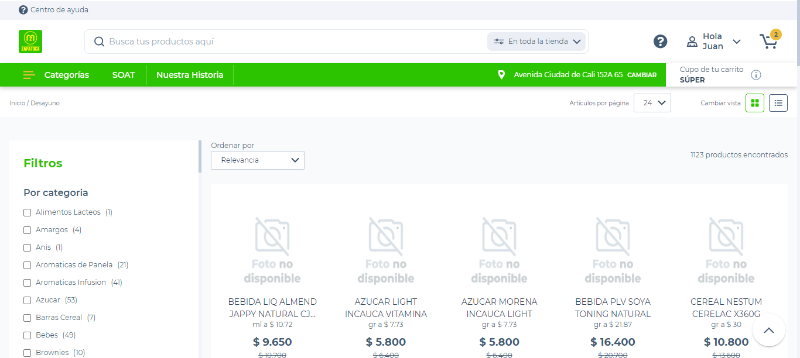 Centro de ayuda
m
Busca tus productos aquí
En toda la tienda
?
Hola
Juan
2
Categorías
SOAT
Nuestra Historia
Avenida Ciudad de Cali 152A 65 CAMBIAR
Cupo de tu carrito
SÚPER
Inicio / Desayuno
Artículos por página
24
Cambiar vista
Filtros
Ordenar por
Relevancia
1123 productos encontrados
Por categoría
Alimentos Lacteos (1)
Amargos (4)
Anis (1)
Aromaticas de Panela (21)
Aromaticas Infusion (41)
Azucar (53)
Barras Cereal (7)
Bebes (49)
Brownies (10)
Foto no
disponible
Foto no
disponible
Foto no
disponible
Foto no
disponible
Foto no
disponible
BEBIDA LIQ ALMEND
JAPPY NATURAL CJ...
ml a $ 10.72
$ 9.650
$ 10.700
AZUCAR LIGHT
INCAUCA VITAMINA
gr a $ 7.73
$ 5.800
$ 6.400
AZUCAR MORENA
INCAUCA LIGHT
gr a $ 7.73
$ 5.800
$ 6.400
BEBIDA PLV SOYA
TONING NATURAL
gr a $ 21.87
$ 16.400
$ 20.700
CEREAL NESTUM
CERELAC X360G
gr a $ 30
$ 10.800
$ 13.600